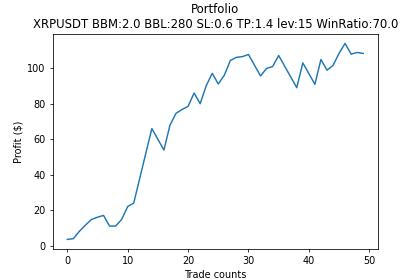 Portfolio
XRPUSDT BBM:2.0 BBL:280 SL:0.6 TP:1.4 lev:15 WinRatio:70.0
100
80
60
40
20
0
Profit ($)
0 10 20 30 40 50
Trade counts